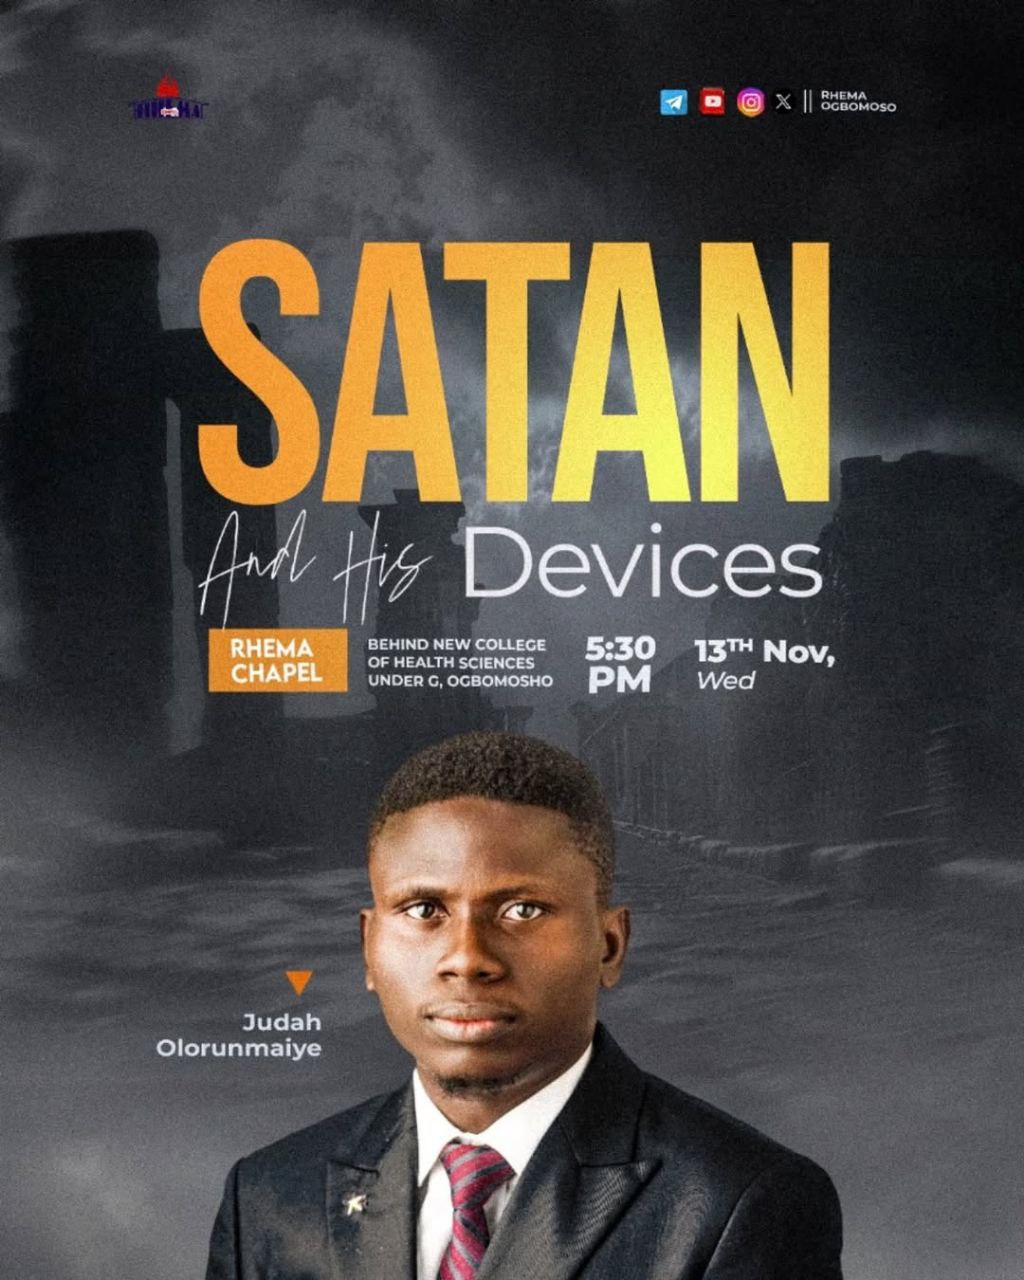 RHEMA
OGBOMOSO
SATAN
And His Devices
RHEMA
CHAPEL
BEHIND NEW COLLEGE
OF HEALTH SCIENCES
UNDER G, OGBOMOSHO
5:30
PM
13TH Nov,
Wed
Judah
Olorunmaiye